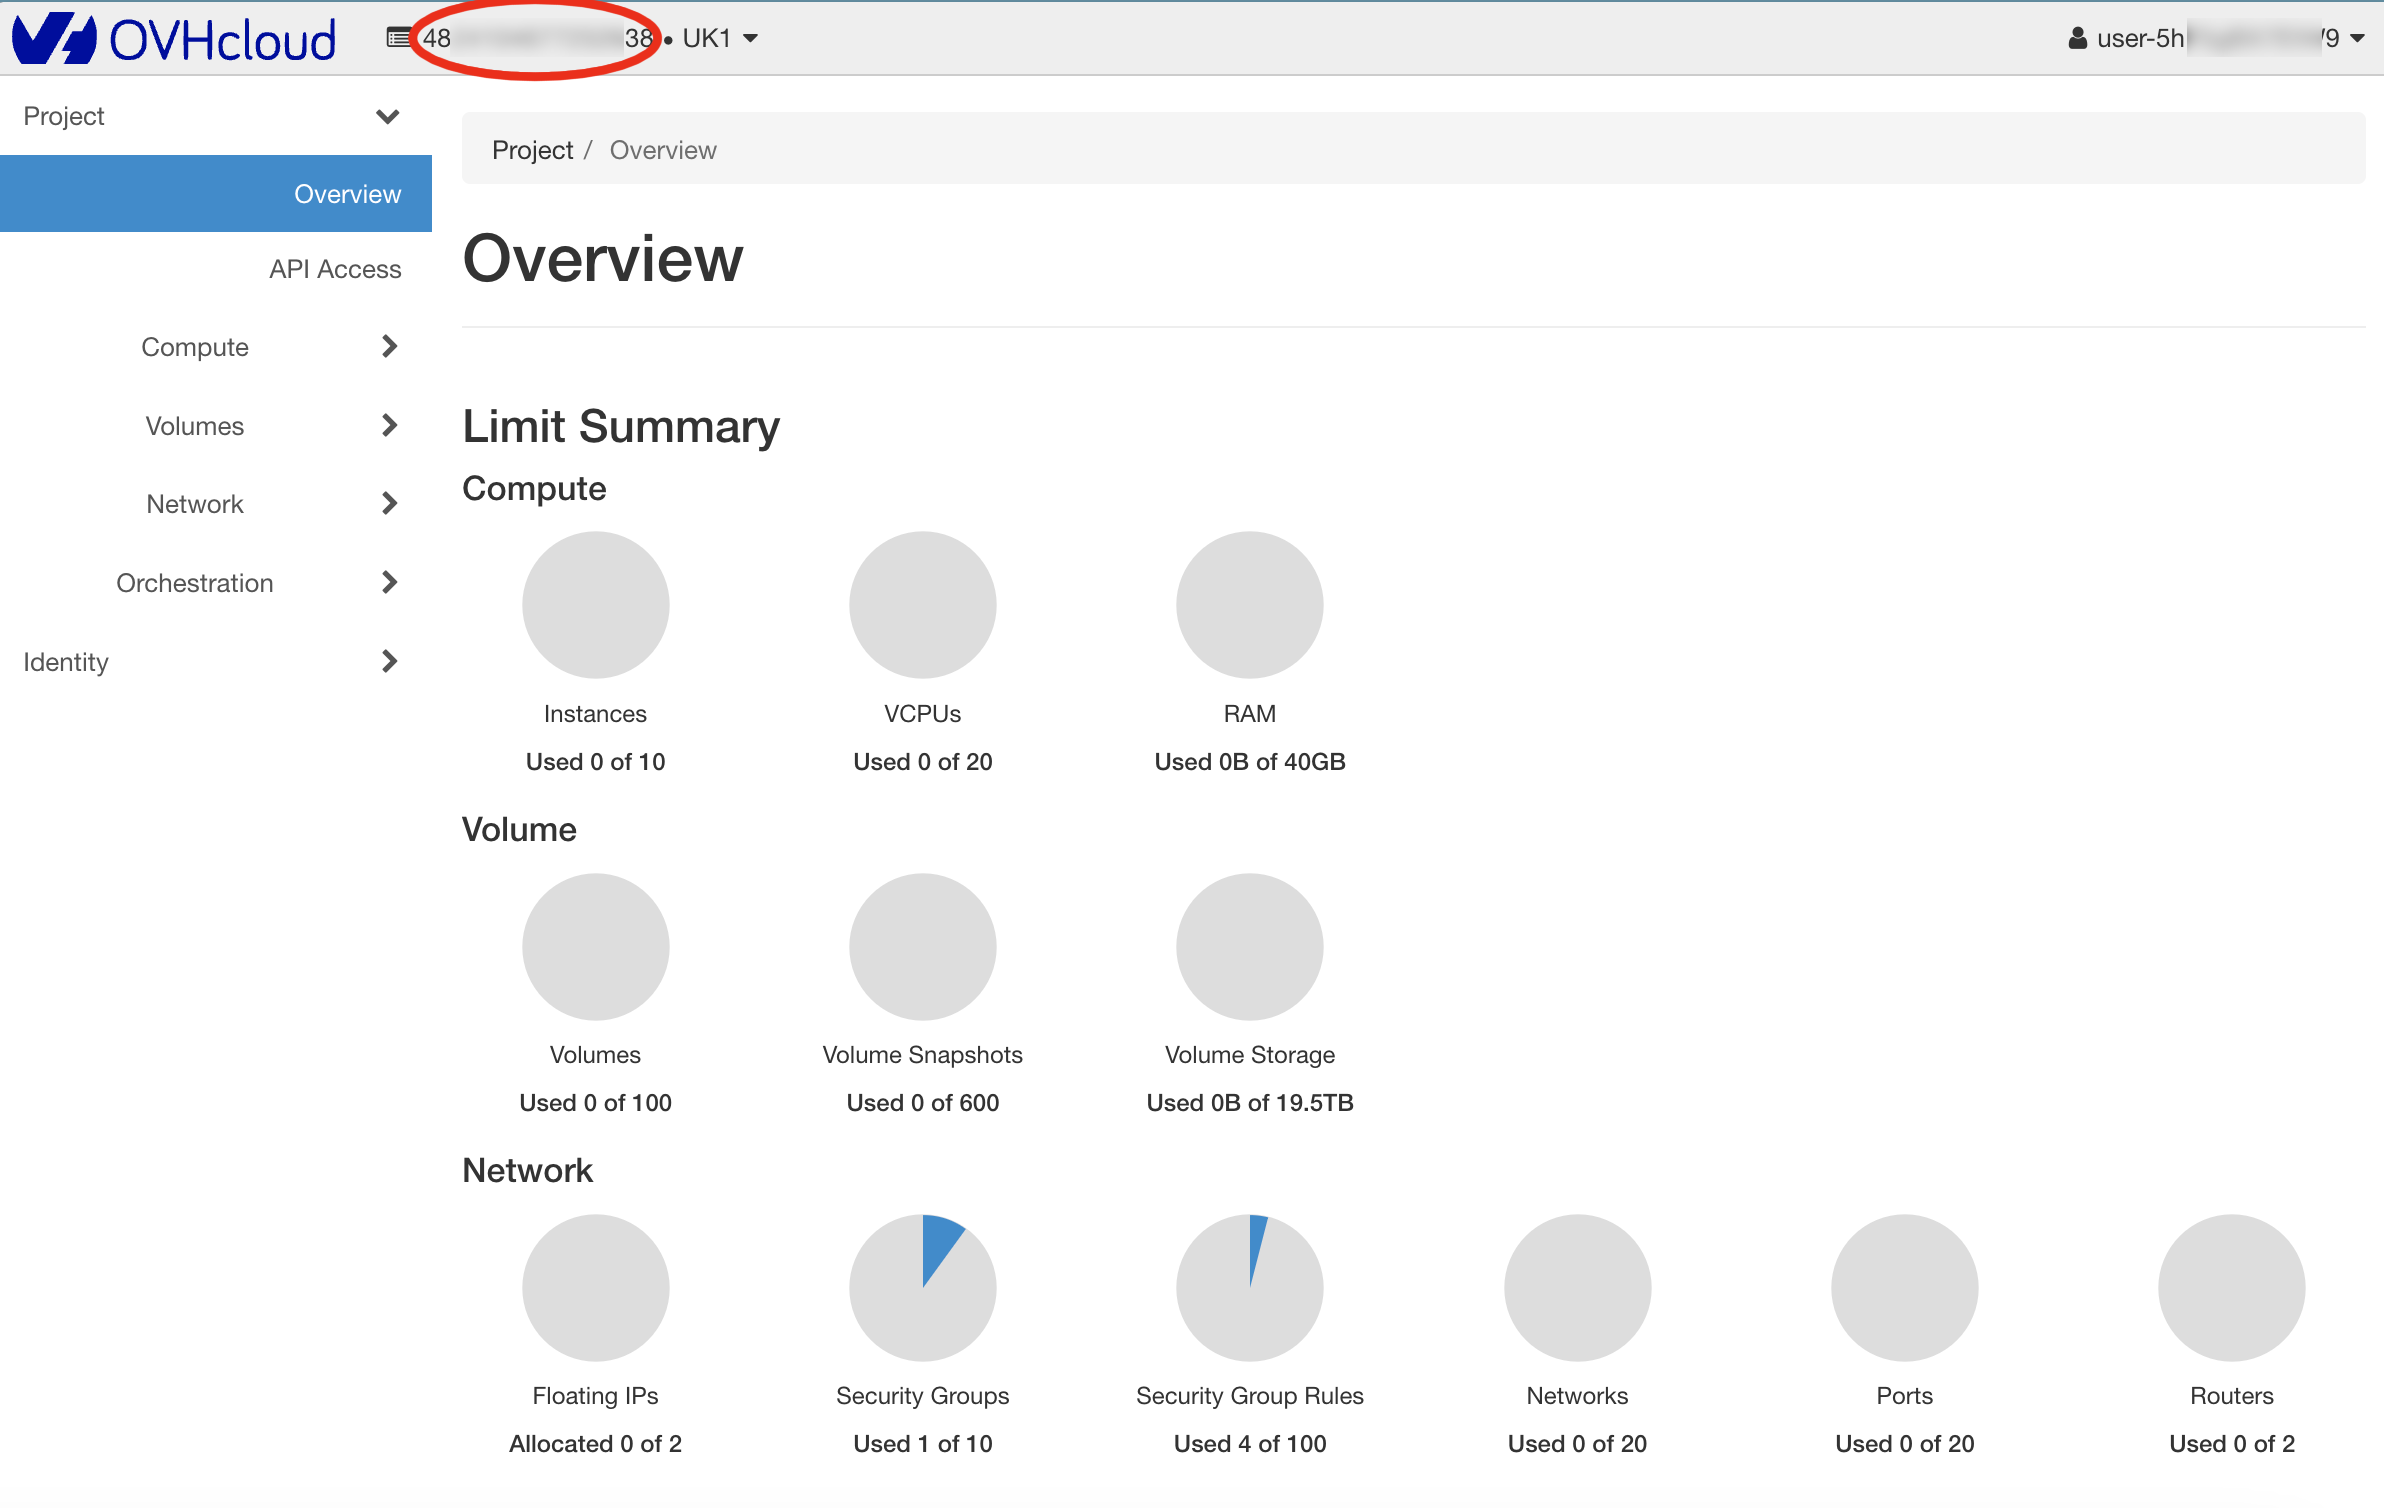 OVHcloud
48 38 • UK1
user-5h /9
Project
Overview
API Access
Compute
Volumes
Network
Orchestration
Identity
Project / Overview
Overview
Limit Summary
Compute
Instances
Used 0 of 10
VCPUs
Used 0 of 20
RAM
Used 0B of 40GB
Volume
Volumes
Used 0 of 100
Volume Snapshots
Used 0 of 600
Volume Storage
Used 0B of 19.5TB
Network
Floating IPs
Allocated 0 of 2
Security Groups
Used 1 of 10
Security Group Rules
Used 4 of 100
Networks
Used 0 of 20
Ports
Used 0 of 20
Routers
Used 0 of 2